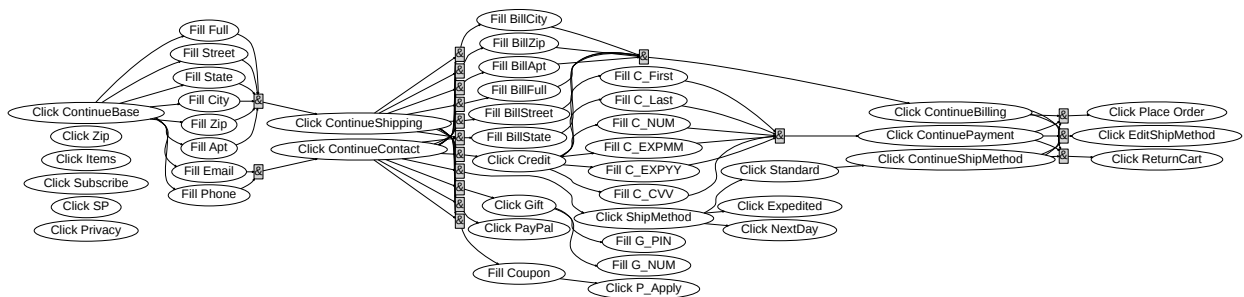 Fill Full
Fill Street
Fill State
Click ContinueBase
Fill City
&
Click Zip
Fill Zip
Click Items
Fill Apt
Click Subscribe
Fill Email
&
Click SP
Fill Phone
Click Privacy
Click ContinueShipping
Click ContinueContact
&
&
&
&
&
&
&
&
&
&
&
Fill BillCity
Fill BillZip
Fill BillApt
Fill BillFull
Fill BillStreet
Fill BillState
Click Credit
Click Gift
Click PayPal
Fill Coupon
&
Fill C_First
Fill C_Last
Fill C_NUM
Fill C_EXPMM
Fill C_EXPYY
Fill C_CVV
Click ShipMethod
Fill G_PIN
Fill G_NUM
Click P_Apply
&
Click Standard
Click Expedited
Click NextDay
Click ContinueBilling
Click ContinuePayment
Click ContinueShipMethod
&
&
&
Click Place Order
Click EditShipMethod
Click ReturnCart